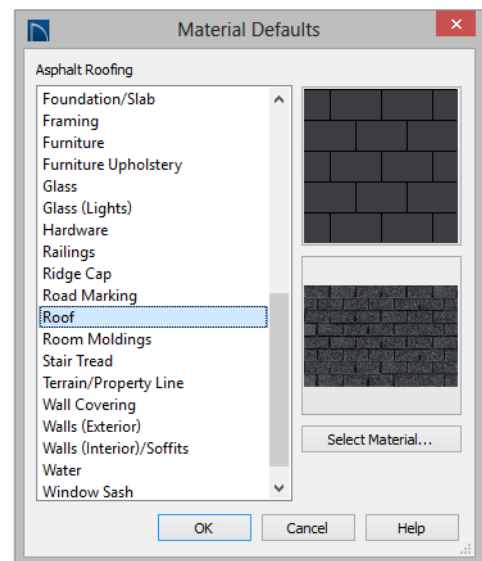 Material Defaults
Asphalt Roofing
Foundation/Slab
Framing
Furniture
Furniture Upholstery
Glass
Glass (Lights)
Hardware
Railings
Ridge Cap
Road Marking
Roof
Room Moldings
Stair Tread
Terrain/Property Line
Wall Covering
Walls (Exterior)
Walls (Interior)/Soffits
Water
Window Sash
Select Material...
OK
Cancel
Help